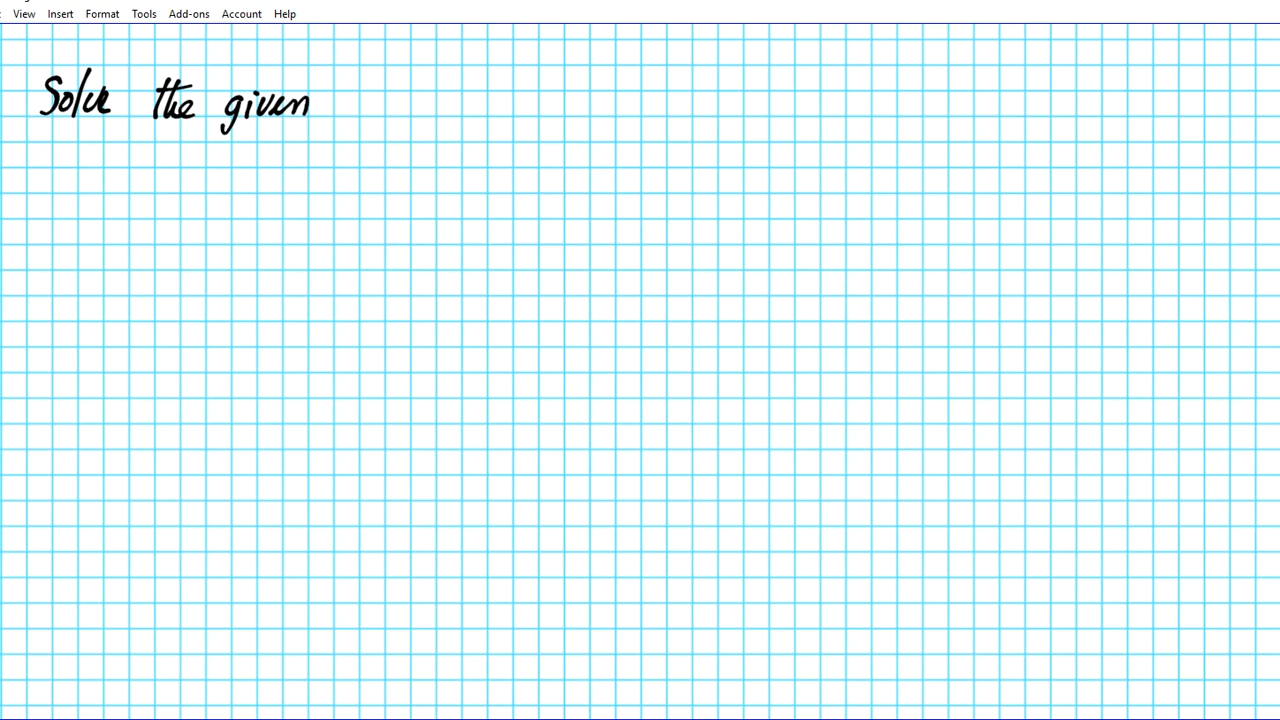 View Insert Format Tools Add-ons Account Help
Solve the given